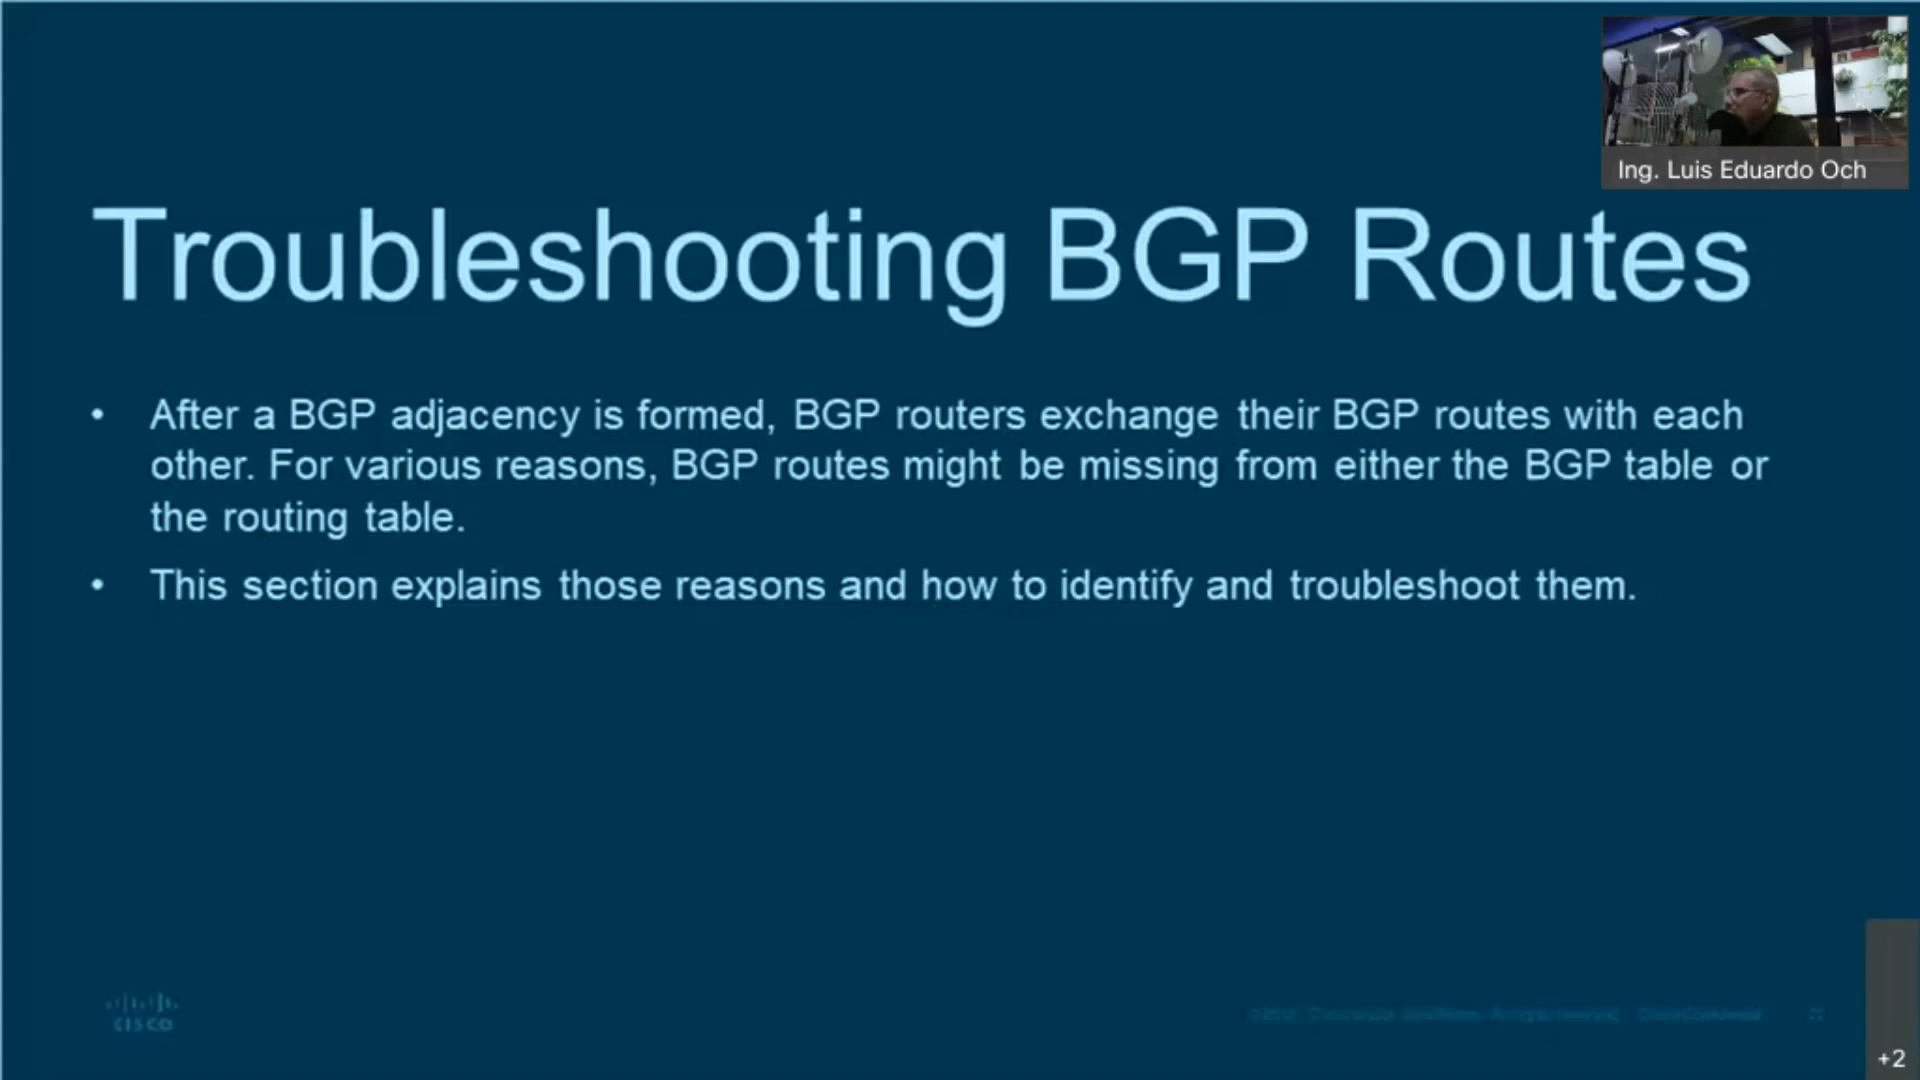 Ing. Luis Eduardo Och
Troubleshooting BGP Routes
• After a BGP adjacency is formed, BGP routers exchange their BGP routes with each
other. For various reasons, BGP routes might be missing from either the BGP table or
the routing table.
• This section explains those reasons and how to identify and troubleshoot them.
CISCO
+2